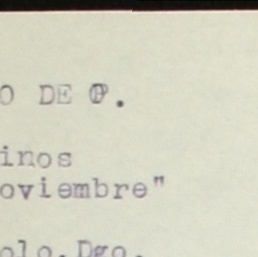 O DE P.
inos
oviembre"
olo.Dgo.